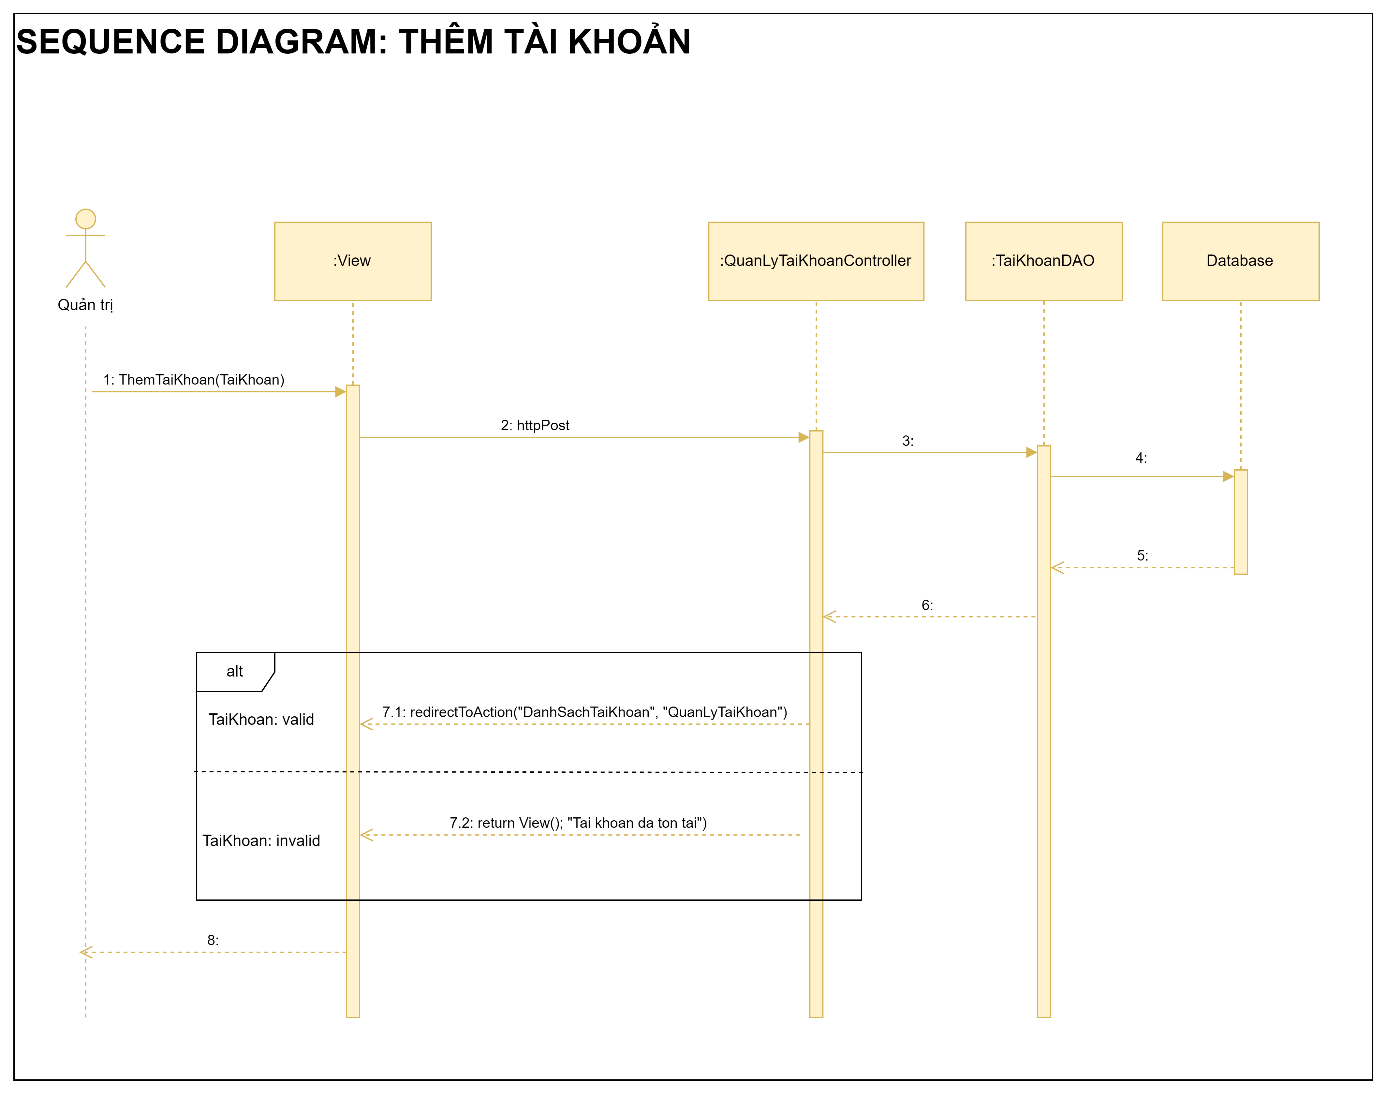 SEQUENCE DIAGRAM: THÊM TÀI KHOẢN
Quản trị
:View
:QuanLyTaiKhoanController
:TaiKhoanDAO
Database
1: ThemTaiKhoan(TaiKhoan)
2: httpPost
3:
4:
5:
6:
alt
7.1: redirectToAction("DanhSachTaiKhoan", "QuanLyTaiKhoan")
TaiKhoan: valid
7.2: return View(); "Tai khoan da ton tai")
TaiKhoan: invalid
8: